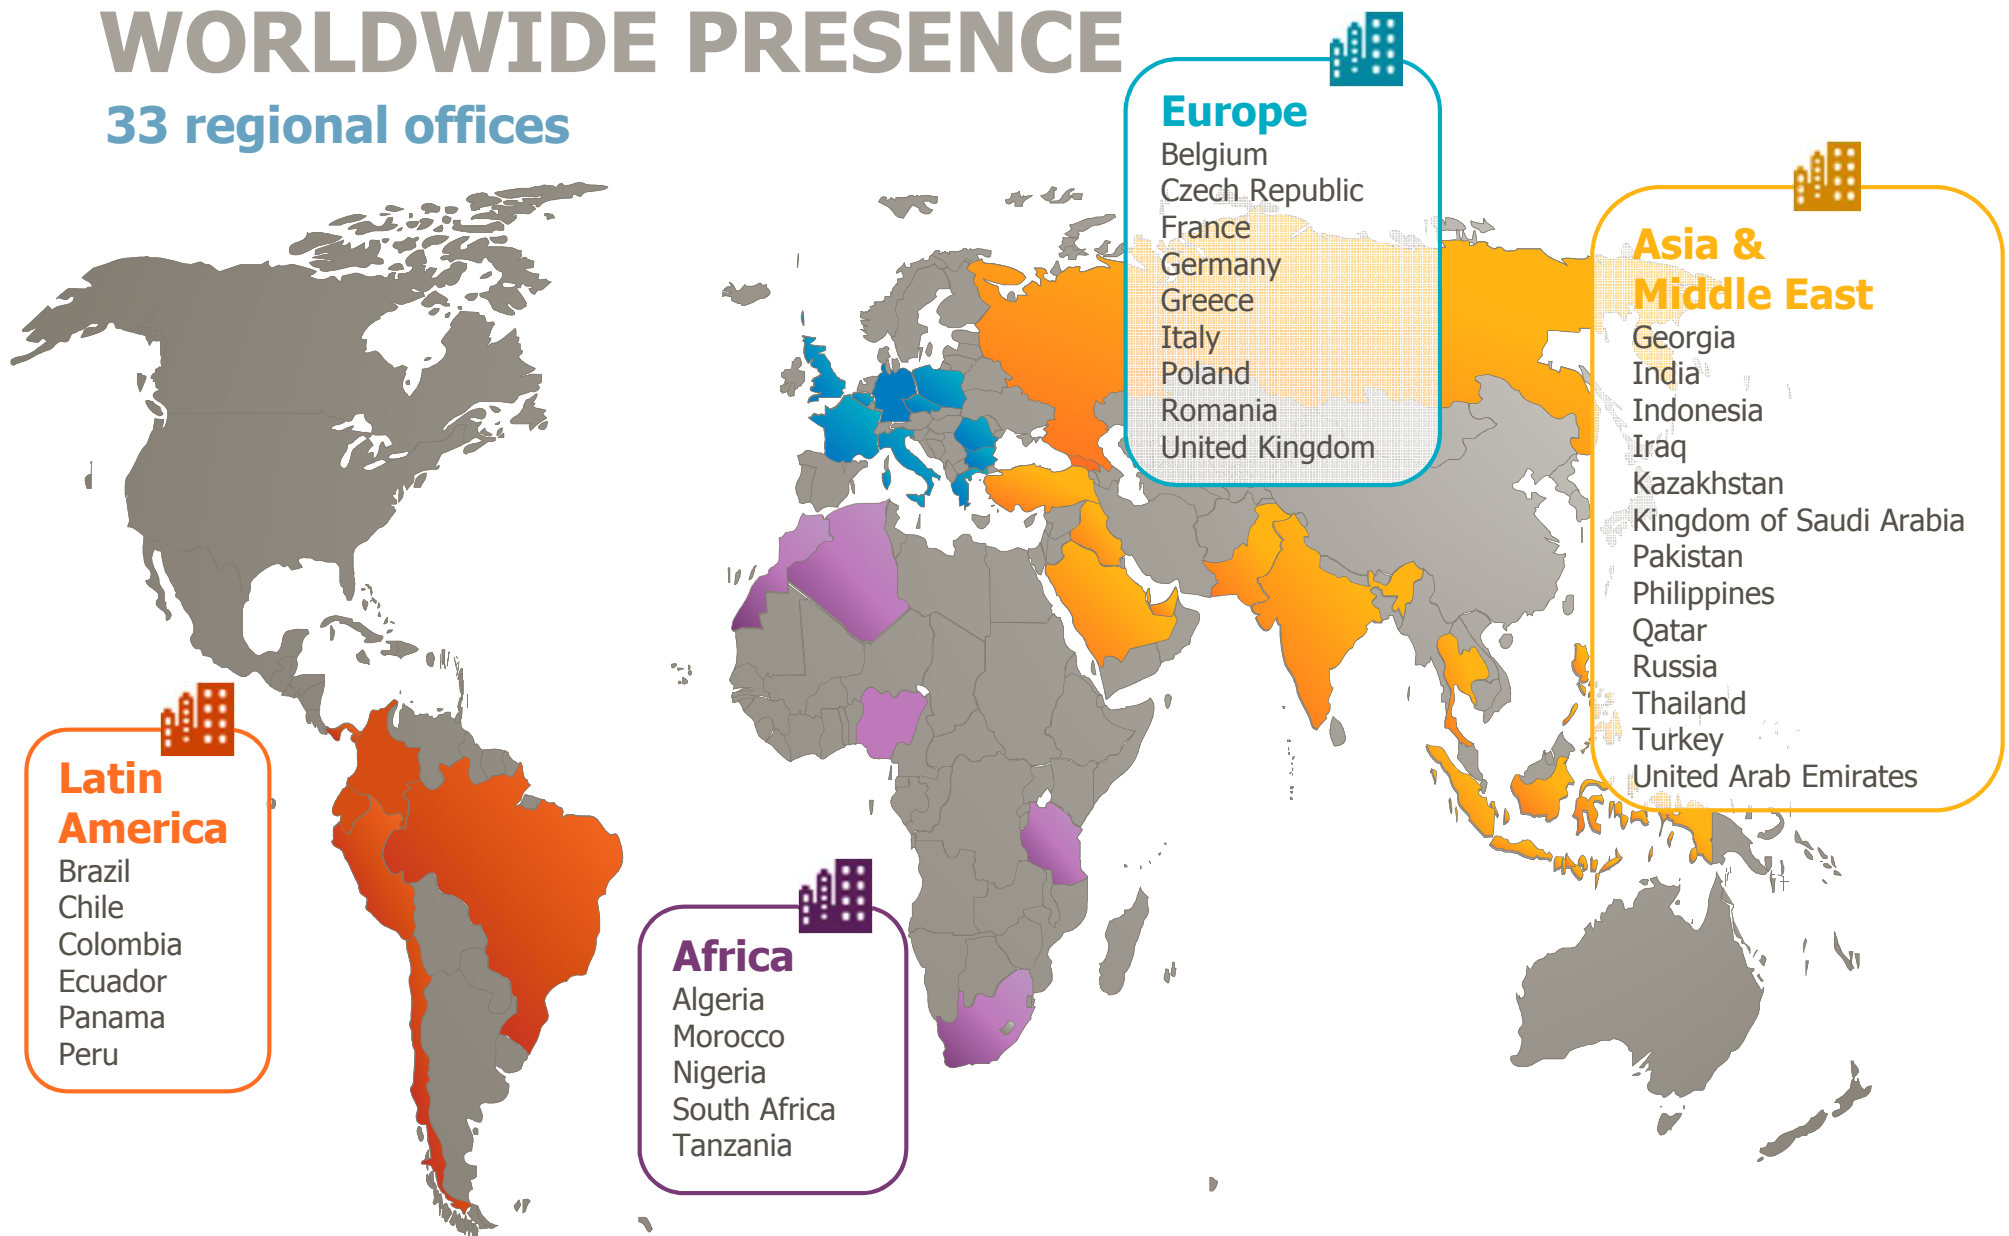 WORLDWIDE PRESENCE
33 regional offices
Europe
Belgium
Czech Republic
France
Germany
Greece
Italy
Poland
Romania
United Kingdom
Asia &
Middle East
Georgia
India
Indonesia
Iraq
Kazakhstan
Kingdom of Saudi Arabia
Pakistan
Philippines
Qatar
Russia
Thailand
Turkey
United Arab Emirates
Latin
America
Brazil
Chile
Colombia
Ecuador
Panama
Peru
Africa
Algeria
Morocco
Nigeria
South Africa
Tanzania